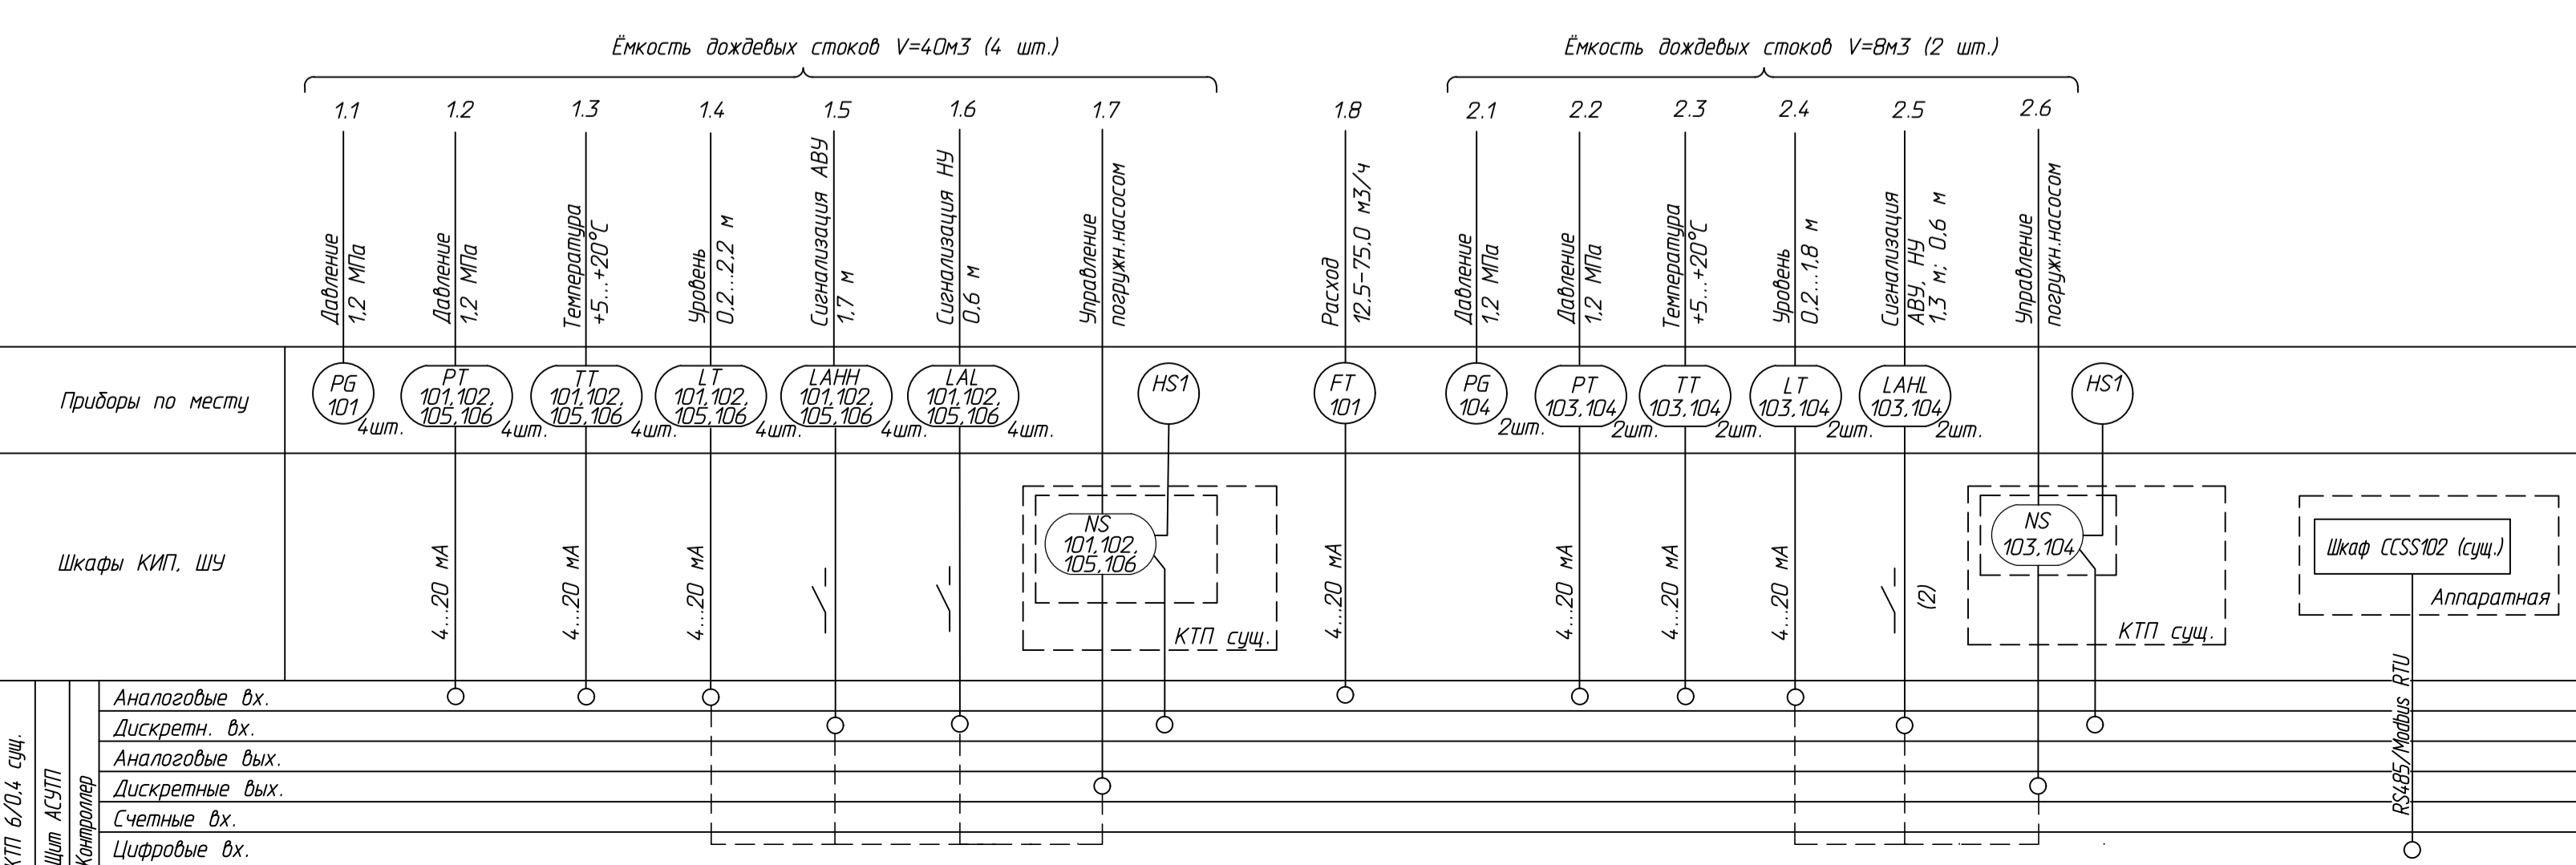 Ёмкость дождевых стоков V=40м3 (4 шт.)
Ёмкость дождевых стоков V=8м3 (2 шт.)
1.1
1.2
1.3
1.4
1.5
1.6
1.7
1.8
2.1
2.2
2.3
2.4
2.5
2.6
Давление
1,2 МПа
Давление
1,2 МПа
Температура
+5...+20°С
Уровень
0,2...2,2 м
Сигнализация АВУ
1,7 м
Сигнализация НУ
0,6 м
Управление
погружн.насосом
Расход
12,5-75,0 м3/ч
Давление
1,2 МПа
Давление
1,2 МПа
Температура
+5...+20°С
Уровень
0,2...1,8 м
Сигнализация
АВУ, НУ
1,3 м; 0,6 м
Управление
погружн.насосом
Приборы по месту
PG
101
4шт.
PT
101,102,
105,106
4шт.
TT
101,102,
105,106
4шт.
LT
101,102,
105,106
4шт.
LAHH
101,102,
105,106
4шт.
LAL
101,102,
105,106
4шт.
HS1
FT
101
PG
104
2шт.
PT
103,104
2шт.
TT
103,104
2шт.
LT
103,104
2шт.
LAHL
103,104
2шт.
HS1
Шкафы КИП, ШУ
4...20 мА
4...20 мА
4...20 мА
NS
101,102,
105,106
КТП сущ.
4...20 мА
4...20 мА
4...20 мА
4...20 мА
(2)
NS
103,104
КТП сущ.
Шкаф CCSS102 (сущ.)
Аппаратная
RS485/Modbus RTU
КТП 6/0,4 сущ.
Щит АСУТП
Контроллер
Аналоговые вх.
Дискретн. вх.
Аналоговые вых.
Дискретные вых.
Счетные вх.
Цифровые вх.